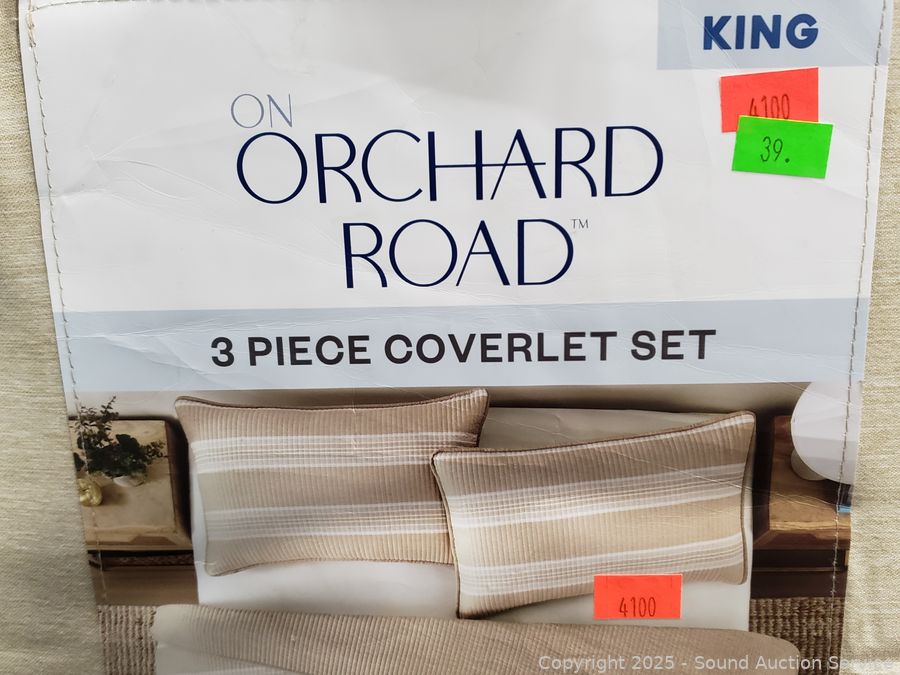 KING
ON
ORCHARD
ROAD™
4100
39.
3 PIECE COVERLET SET
4100
Copyright 2025 - Sound Auction Service